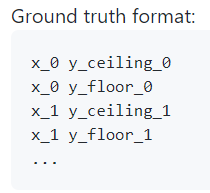 Ground truth format:
x_0 y_ceiling_0
x_0 y_floor_0
x_1 y_ceiling_1
x_1 y_floor_1
...